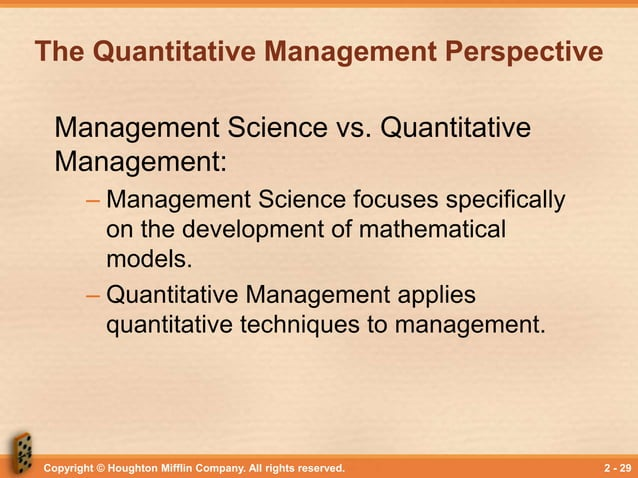 The Quantitative Management Perspective
Management Science vs. Quantitative
Management:
– Management Science focuses specifically
on the development of mathematical
models.
– Quantitative Management applies
quantitative techniques to management.
Copyright © Houghton Mifflin Company. All rights reserved.
2 - 29